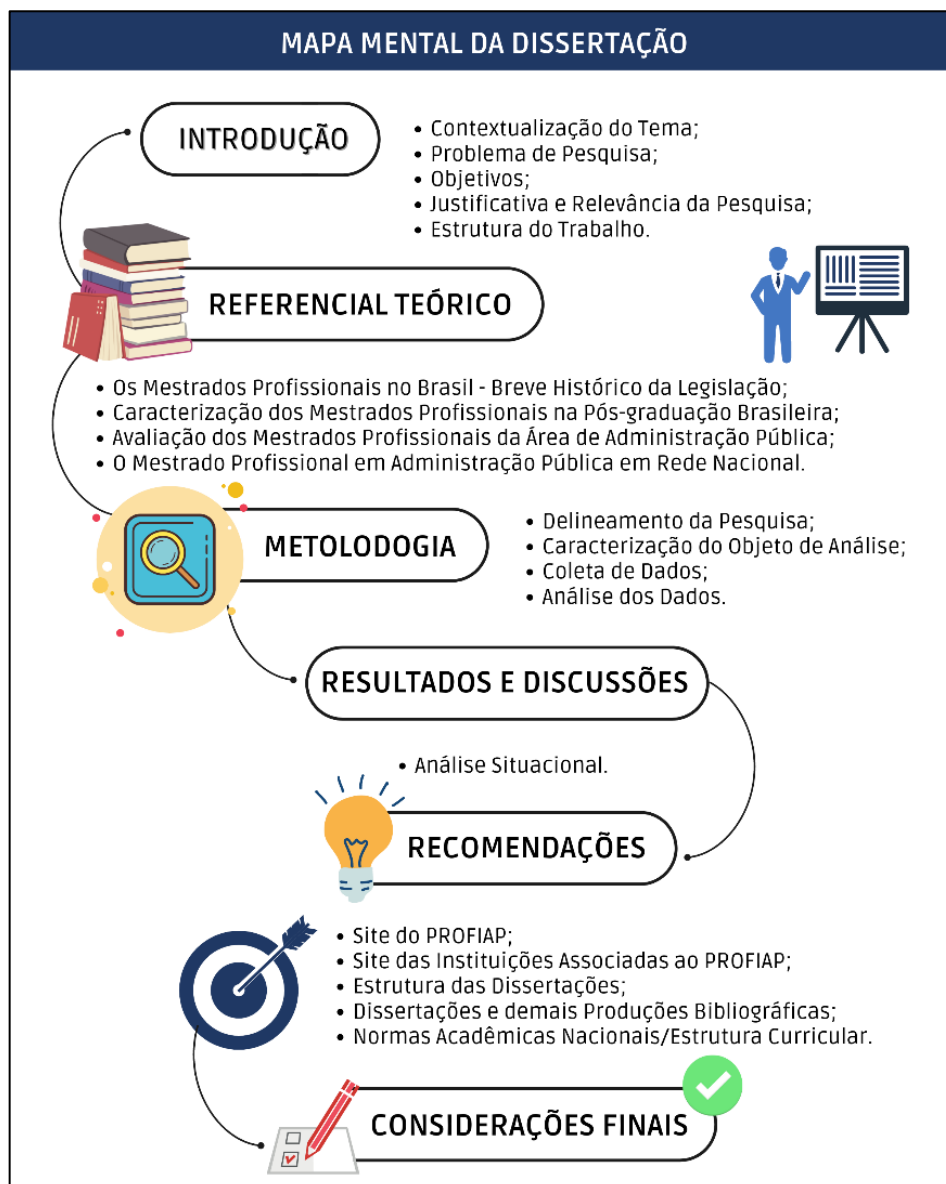 MAPA MENTAL DA DISSERTAÇÃO
INTRODUÇÃO
• Contextualização do Tema;
• Problema de Pesquisa;
• Objetivos;
• Justificativa e Relevância da Pesquisa;
• Estrutura do Trabalho.
REFERENCIAL TEÓRICO
• Os Mestrados Profissionais no Brasil - Breve Histórico da Legislação;
• Caracterização dos Mestrados Profissionais na Pós-graduação Brasileira;
• Avaliação dos Mestrados Profissionais da Área de Administração Pública;
• O Mestrado Profissional em Administração Pública em Rede Nacional.
METOLODOGIA
• Delineamento da Pesquisa;
• Caracterização do Objeto de Análise;
• Coleta de Dados;
• Análise dos Dados.
RESULTADOS E DISCUSSÕES
• Análise Situacional.
RECOMENDAÇÕES
• Site do PROFIAP;
• Site das Instituições Associadas ao PROFIAP;
• Estrutura das Dissertações;
• Dissertações e demais Produções Bibliográficas;
• Normas Acadêmicas Nacionais/Estrutura Curricular.
CONSIDERAÇÕES FINAIS